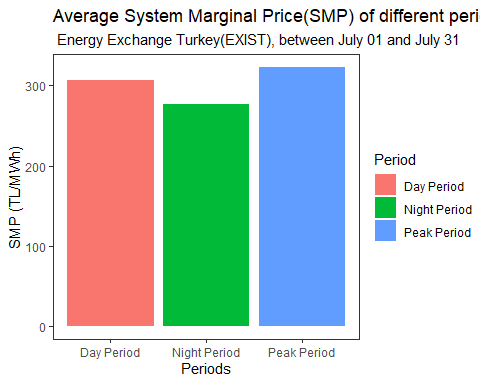 Average System Marginal Price(SMP) of different peri
Energy Exchange Turkey(EXIST), between July 01 and July 31
300
200
100
0
SMP (TL/MWh)
Day Period
Night Period
Peak Period
Periods
Period
Day Period
Night Period
Peak Period